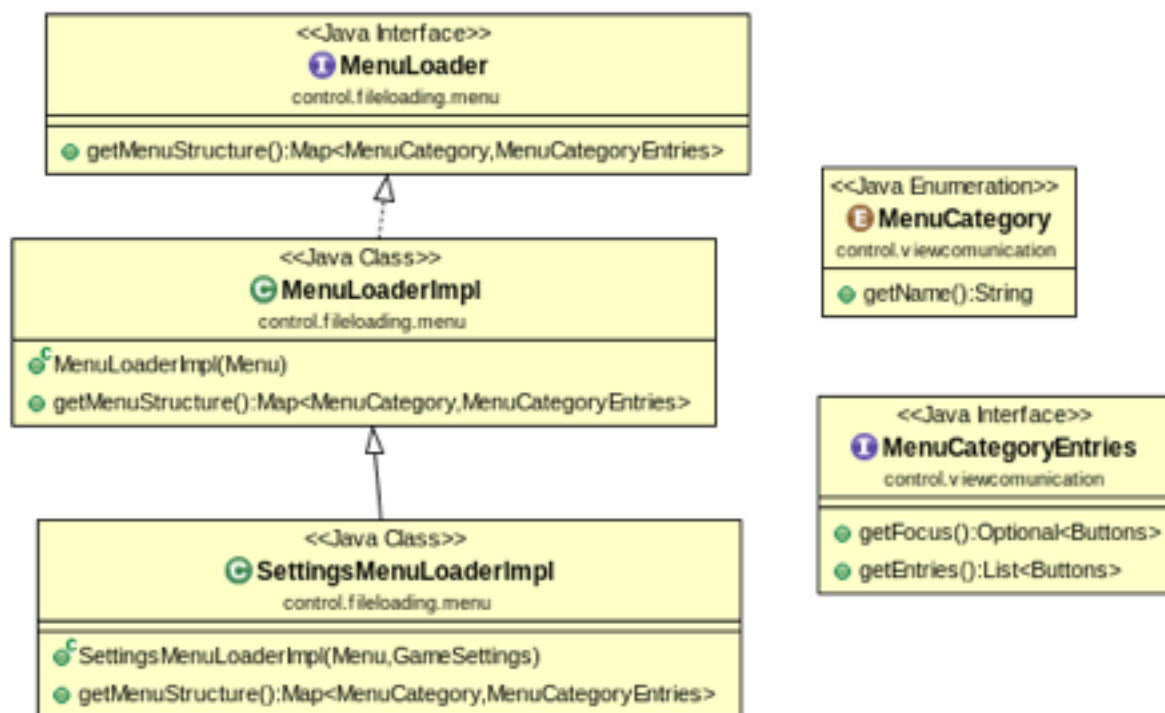 <<Java Interface>>
MenuLoader
control.fileloading.menu
getMenuStructure():Map<MenuCategory,MenuCategoryEntries>
<<Java Class>>
MenuLoaderImpl
control.fileloading.menu
MenuLoaderImpl(Menu)
getMenuStructure():Map<MenuCategory,MenuCategoryEntries>
<<Java Class>>
SettingsMenuLoaderImpl
control.fileloading.menu
SettingsMenuLoaderImpl(Menu,GameSettings)
getMenuStructure():Map<MenuCategory,MenuCategoryEntries>
<<Java Enumeration>>
MenuCategory
control.viewcomunication
getName():String
<<Java Interface>>
MenuCategoryEntries
control.viewcomunication
getFocus():Optional<Buttons>
getEntries():List<Buttons>